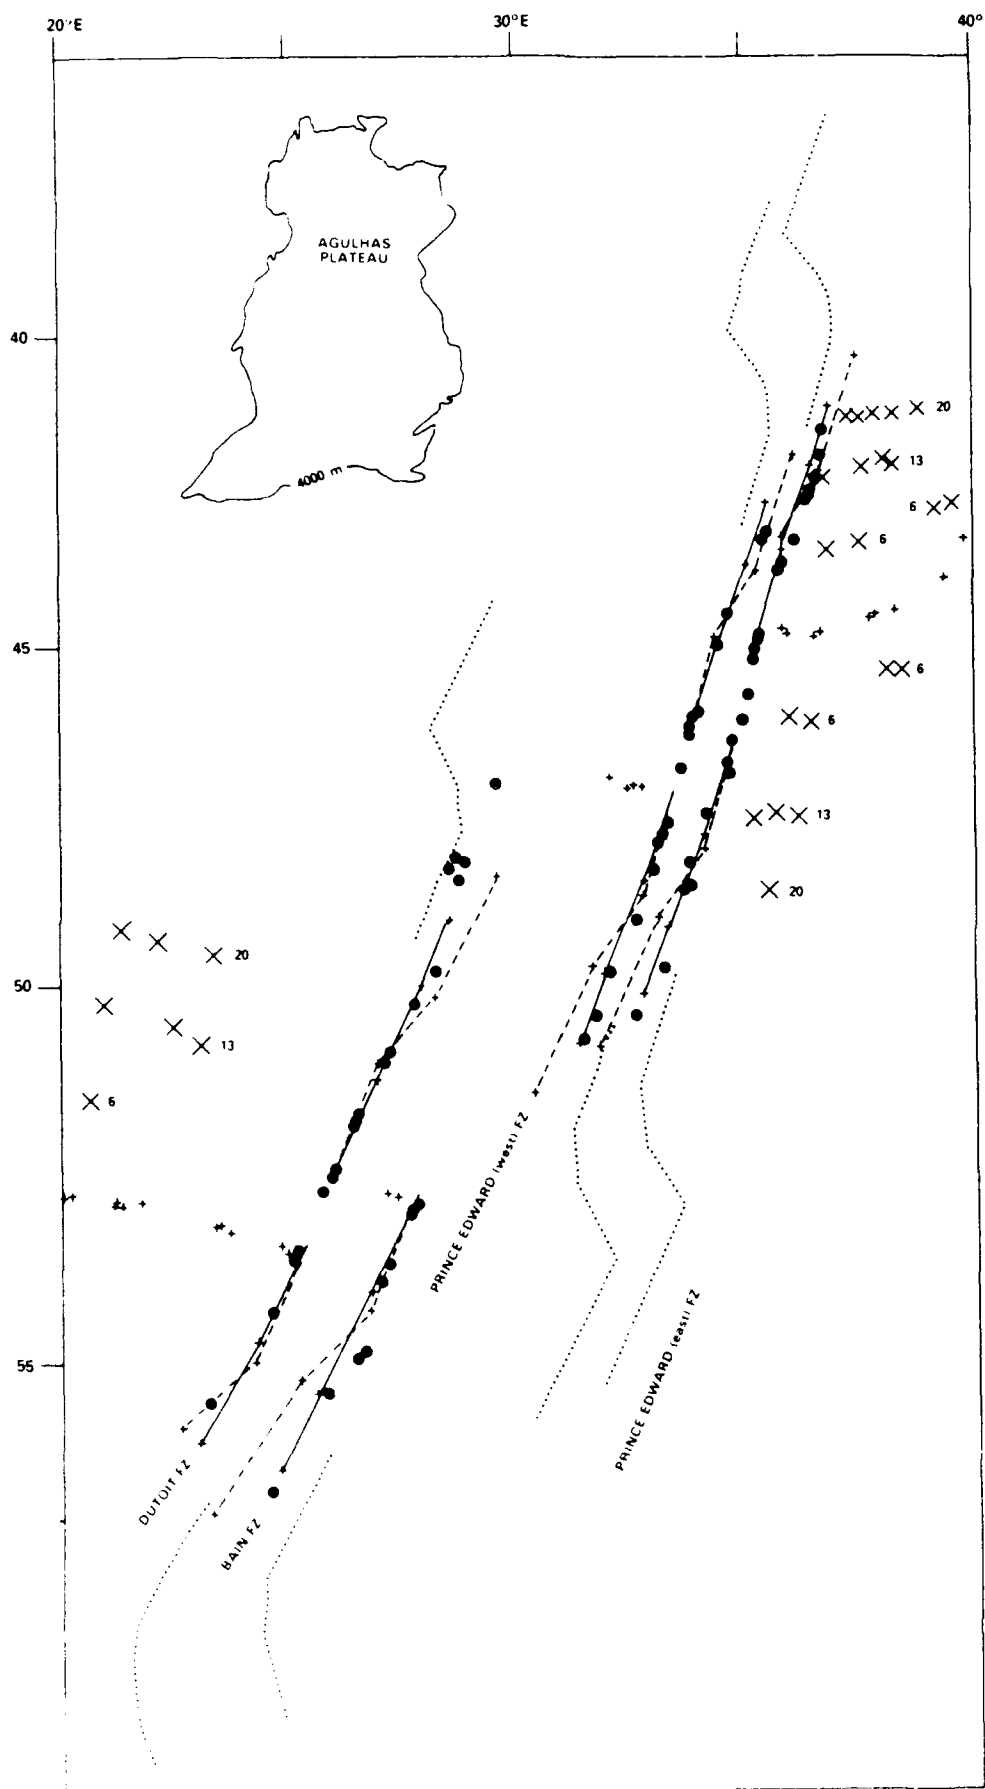 20°E
30°E
40°
AGULHAS
PLATEAU
40
20
13
6
6
4000 m
45
6
6
13
20
20
50
13
6
PRINCE EDWARD (west) FZ
PRINCE EDWARD (east) FZ
55
DUTOIT FZ
BAIN FZ